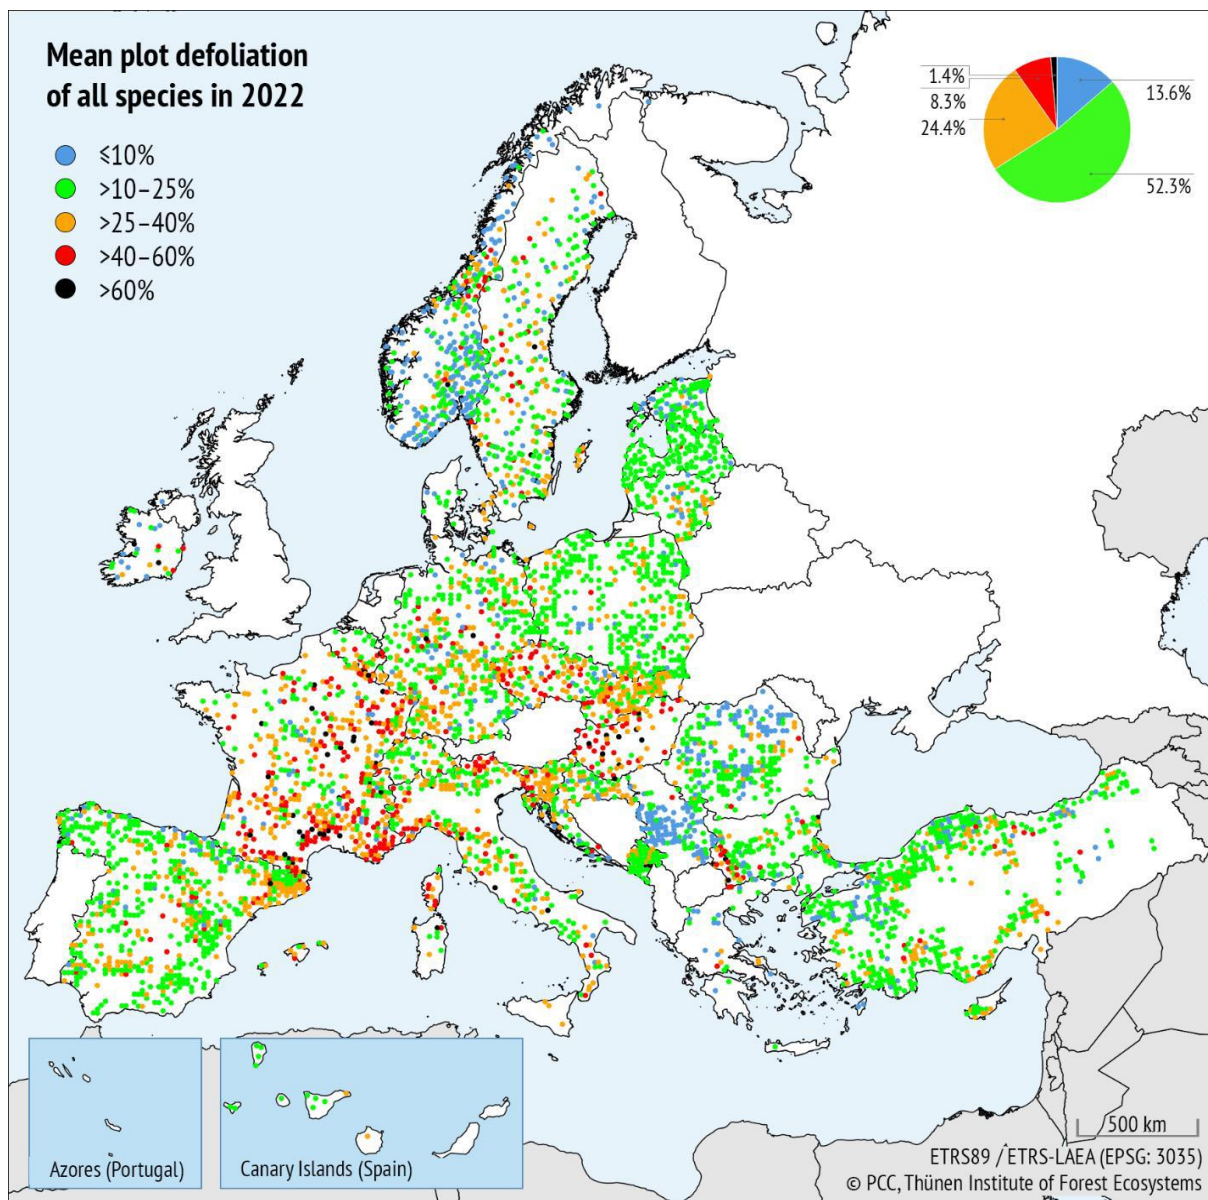 Mean plot defoliation
of all species in 2022
≤10%
>10–25%
>25–40%
>40–60%
>60%
1.4%
8.3%
24.4%
13.6%
52.3%
Azores (Portugal)
Canary Islands (Spain)
500 km
ETRS89 / ETRS-LAEA (EPSG: 3035)
© PCC, Thünen Institute of Forest Ecosystems